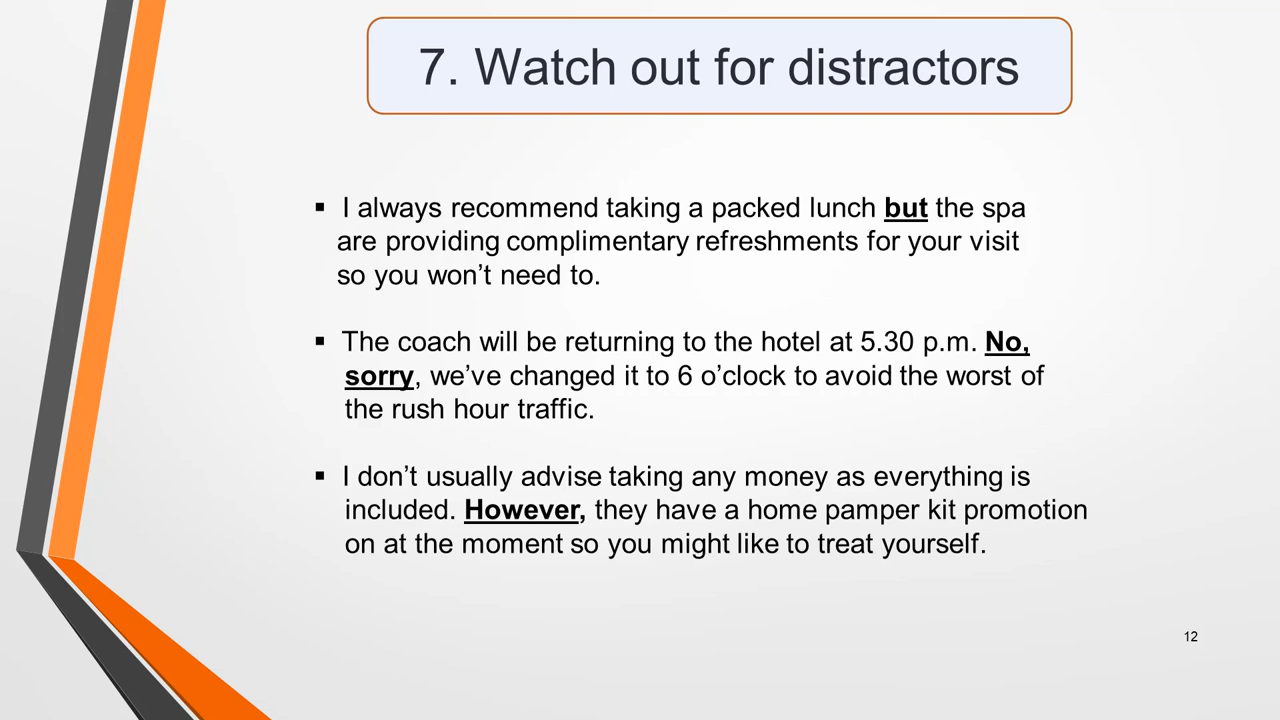 7. Watch out for distractors
▪ I always recommend taking a packed lunch but the spa
are providing complimentary refreshments for your visit
so you won’t need to.
▪ The coach will be returning to the hotel at 5.30 p.m. No,
sorry, we’ve changed it to 6 o’clock to avoid the worst of
the rush hour traffic.
▪ I don’t usually advise taking any money as everything is
included. However, they have a home pamper kit promotion
on at the moment so you might like to treat yourself.
12